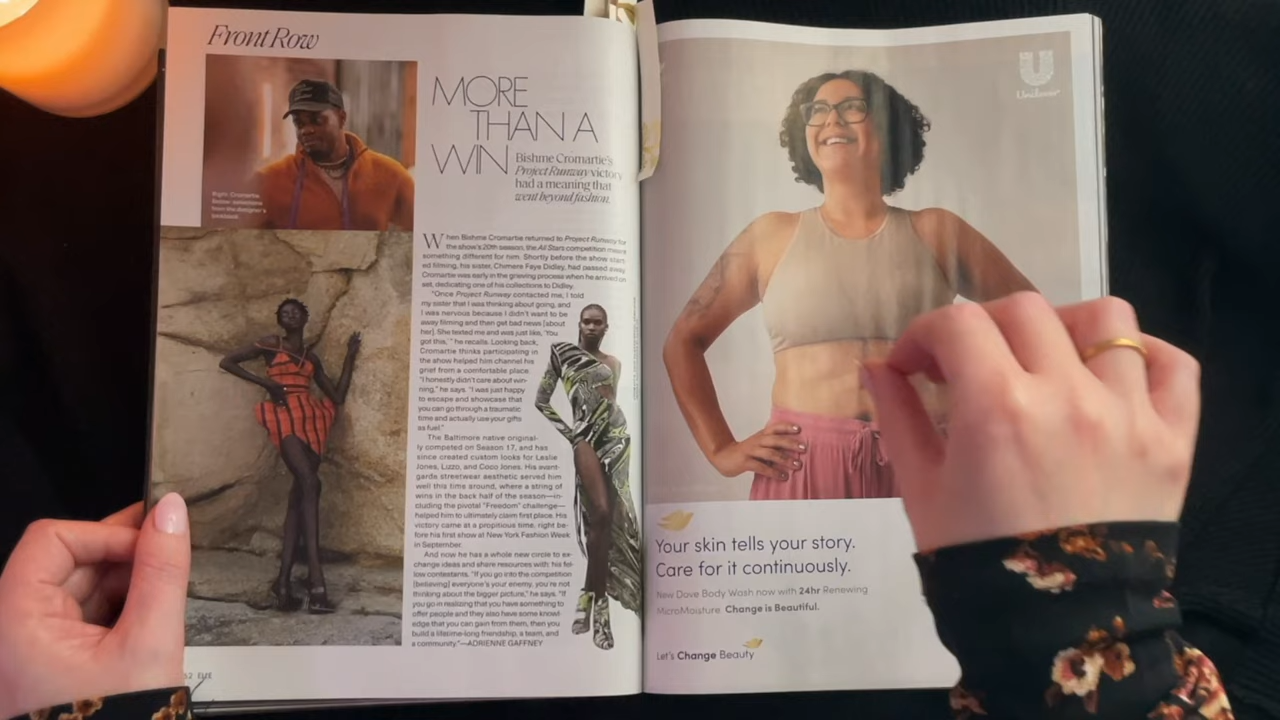 Front Row
Right: Cromartie.
Below: selections
from the designer's
lookbook
MORE
THAN A
WIN
Bishme Cromartie's
Project Runway victory
had a meaning that
went beyond fashion.
When Bishme Cromartie returned to Project Runway for
the show's 20th season, the All Stars competition meant
something different for him. Shortly before the show start-
ed filming, his sister, Chimere Faye Didley, had passed away.
Cromartie was early in the grieving process when he arrived on
set, dedicating one of his collections to Didley.
"Once Project Runway contacted me, I told
my sister that I was thinking about going, and
I was nervous because I didn't want to be
away filming and then get bad news [about
her]. She texted me and was just like, 'You
got this,' " he recalls. Looking back,
Cromartie thinks participating in
the show helped him channel his
grief from a comfortable place.
"I honestly didn't care about win-
ning," he says. "I was just happy
to escape and showcase that
you can go through a traumatic
time and actually use your gifts
as fuel."
The Baltimore native original-
ly competed on Season 17, and has
since created custom looks for Leslie
Jones, Lizzo, and Coco Jones. His avant-
garde streetwear aesthetic served him
well this time around, where a string of
wins in the back half of the season—in-
cluding the pivotal "Freedom" challenge—
helped him to ultimately claim first place. His
victory came at a propitious time, right be-
fore his first show at New York Fashion Week
in September.
And now he has a whole new circle to ex-
change ideas and share resources with: his fel-
low contestants. "If you go into the competition
[believing] everyone's your enemy, you're not
thinking about the bigger picture," he says. "If
you go in realizing that you have something to
offer people and they also have some knowl-
edge that you can gain from them, then you
build a lifetime-long friendship, a team, and
a community."—ADRIENNE GAFFNEY
62 ELLE
Unilever
Your skin tells your story.
Care for it continuously.
New Dove Body Wash now with 24hr Renewing
MicroMoisture. Change is Beautiful.
Let's Change Beauty